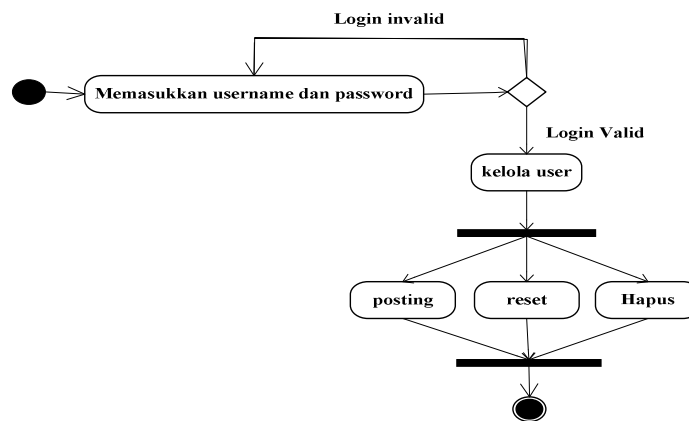 Login invalid
Memasukkan username dan password
Login Valid
kelola user
posting
reset
Hapus